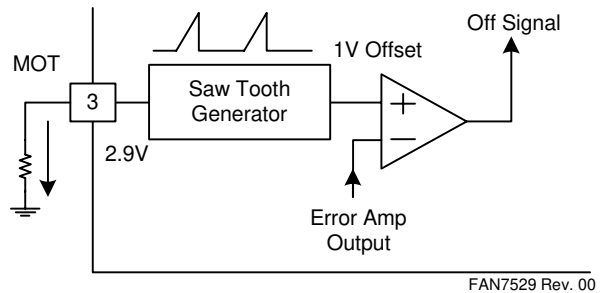 Off Signal
1V Offset
MOT
3
Saw Tooth
Generator
+
−
2.9V
Error Amp
Output
FAN7529 Rev. 00